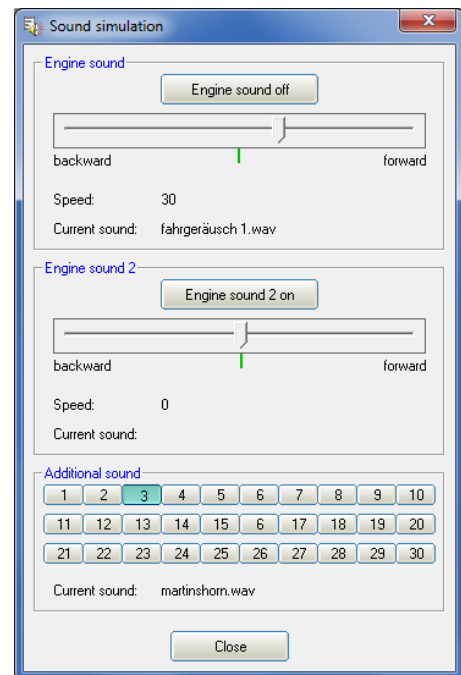 Sound simulation
Engine sound
Engine sound off
backward forward
Speed: 30
Current sound: fahrgeräusch 1.wav
Engine sound 2
Engine sound 2 on
backward forward
Speed: 0
Current sound:
Additional sound
1 2 3 4 5 6 7 8 9 10
11 12 13 14 15 6 17 18 19 20
21 22 23 24 25 26 27 28 29 30
Current sound: martinshorn.wav
Close